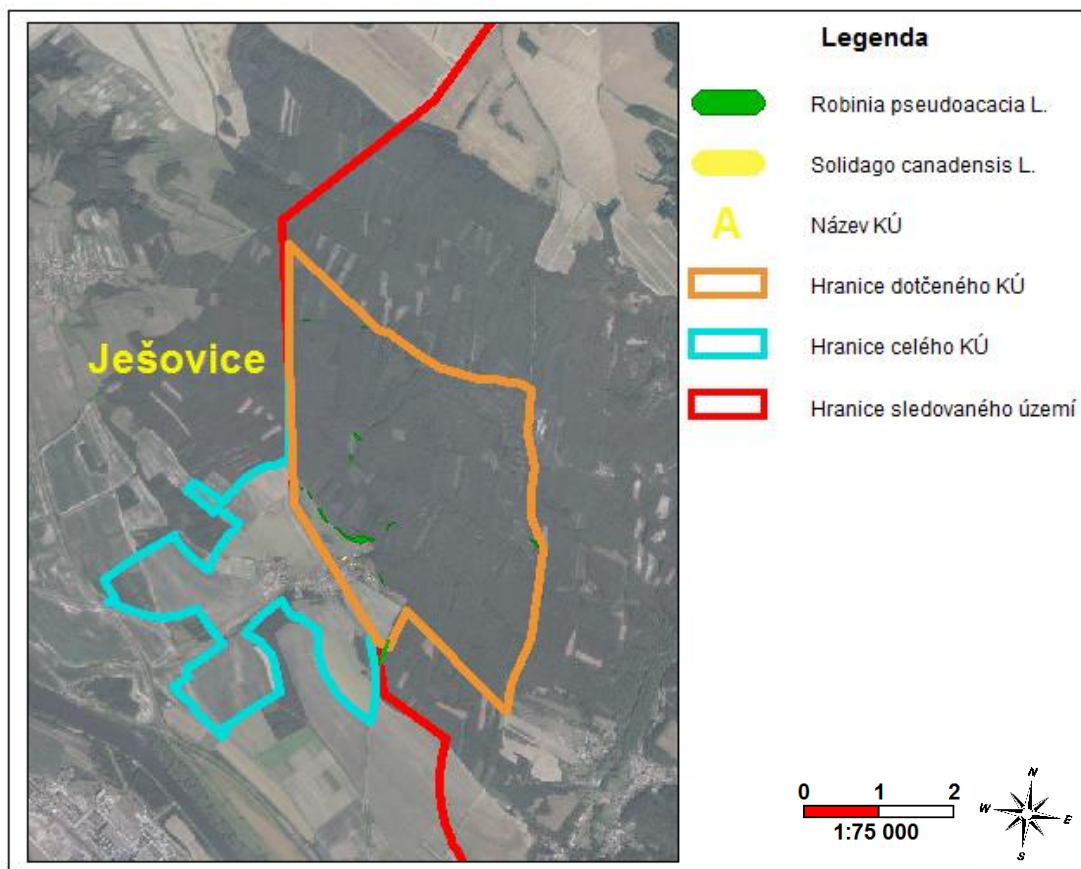 Legenda
Robinia pseudoacacia L.
Solidago canadensis L.
A Název KÚ
Hranice dotčeného KÚ
Hranice celého KÚ
Hranice sledovaného území
Ješovice
0 1 2
1:75 000
N
W E
S